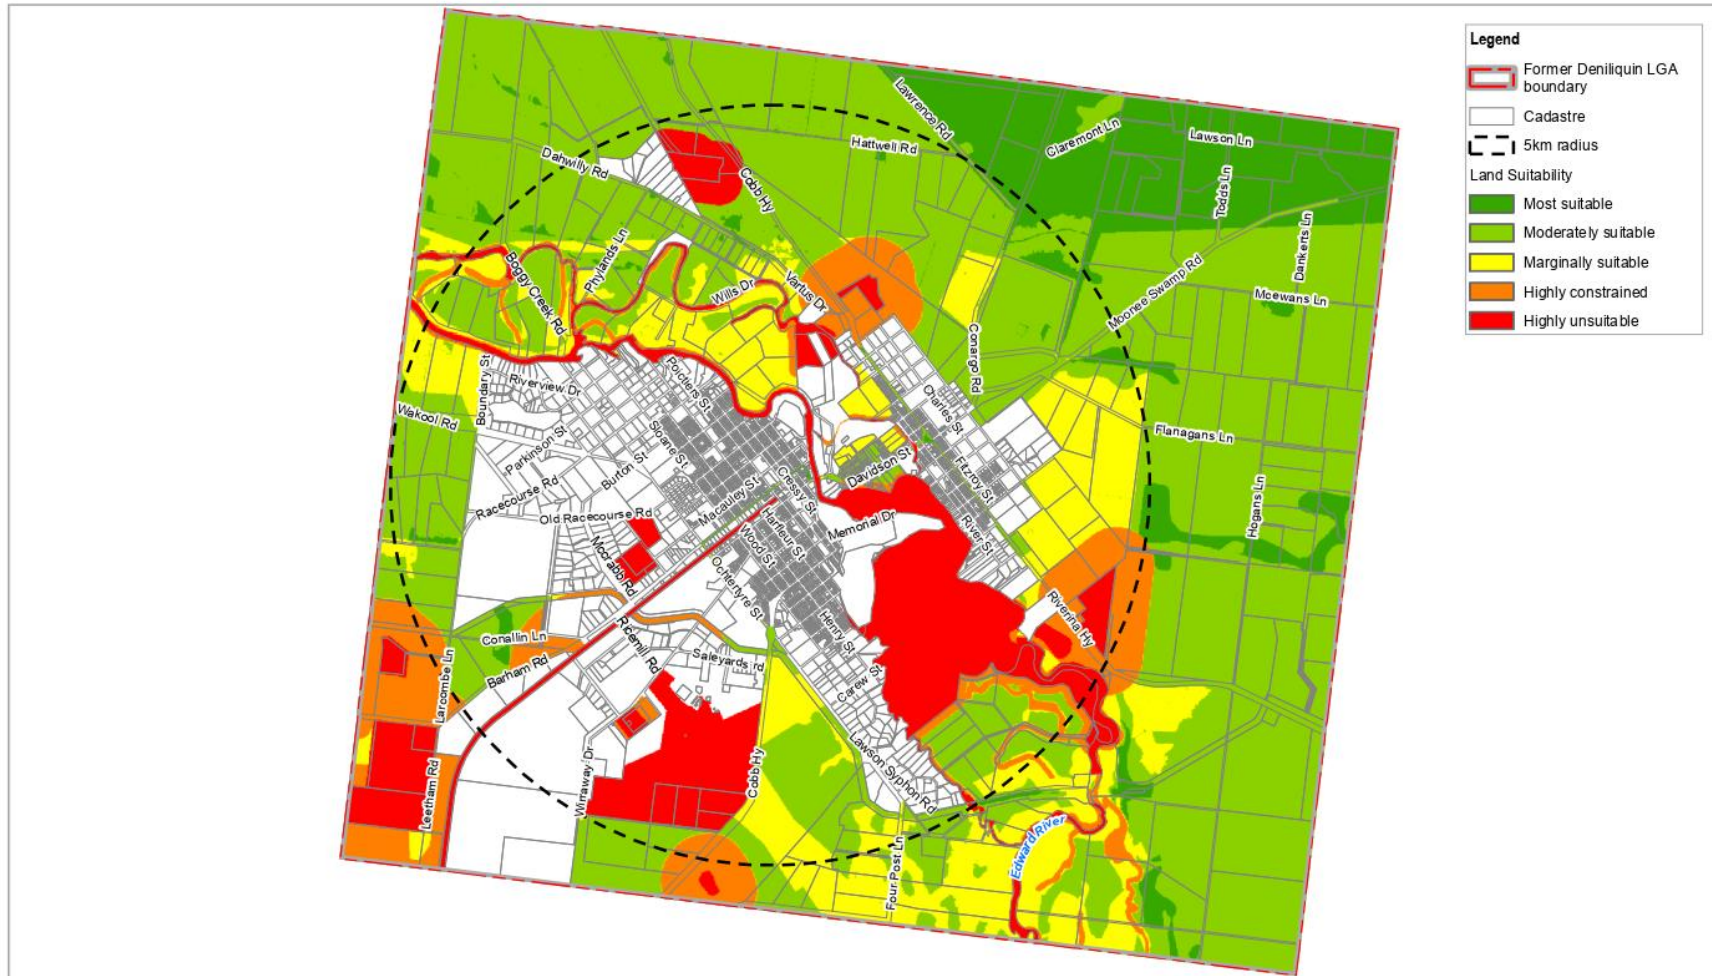 Legend
Former Deniliquin LGA
boundary
Cadastre
5km radius
Land Suitability
Most suitable
Moderately suitable
Marginally suitable
Highly constrained
Highly unsuitable
Lawrence Rd
Hattwell Rd
Claremont Ln
Lawson Ln
Dahwilly Rd
Cobb Hy
Todds Ln
Dankerts Ln
Phylands Ln
Boggy Creek Rd
Wills Dr
Vartus Dr
Moonee Swamp Rd
Mcewans Ln
Conargo Rd
Boundary St
Riverview Dr
Poictiers St
Charles St
Wakool Rd
Sloane St
Flanagans Ln
Parkinson St
Burton St
Davidson St
Fitzroy St
Racecourse Rd
Macauley St
Cressy St
Hogans Ln
Old Racecourse Rd
Harfleur St
Memorial Dr
River St
Mccrabb Rd
Wood St
Ochtertyre St
Riverina Hy
Conallin Ln
Ricemill Rd
Henry St
Barham Rd
Saleyards rd
Larcombe Ln
Carew St
Lawson Syphon Rd
Leetham Rd
Wirraway Dr
Cobb Hy
Four Post Ln
Edward River